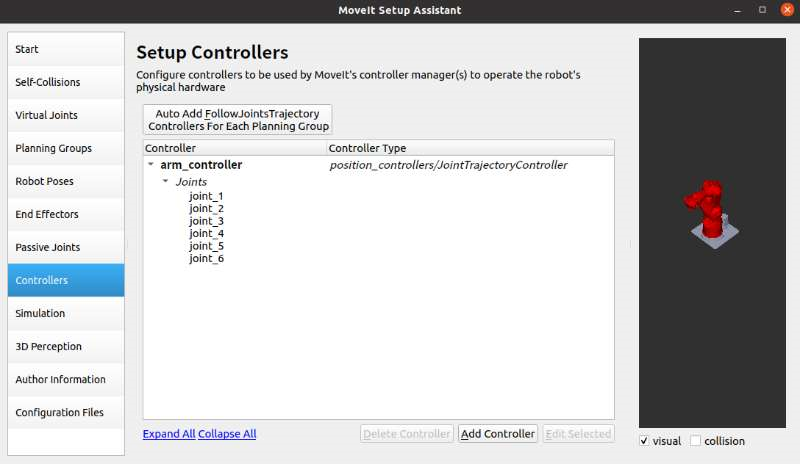 MoveIt Setup Assistant
Start
Self-Collisions
Virtual Joints
Planning Groups
Robot Poses
End Effectors
Passive Joints
Controllers
Simulation
3D Perception
Author Information
Configuration Files
Setup Controllers
Configure controllers to be used by MoveIt's controller manager(s) to operate the robot's
physical hardware
Auto Add FollowJointsTrajectory
Controllers For Each Planning Group
Controller Controller Type
arm_controller position_controllers/JointTrajectoryController
Joints
joint_1
joint_2
joint_3
joint_4
joint_5
joint_6
Expand All Collapse All Delete Controller Add Controller Edit Selected
visual collision